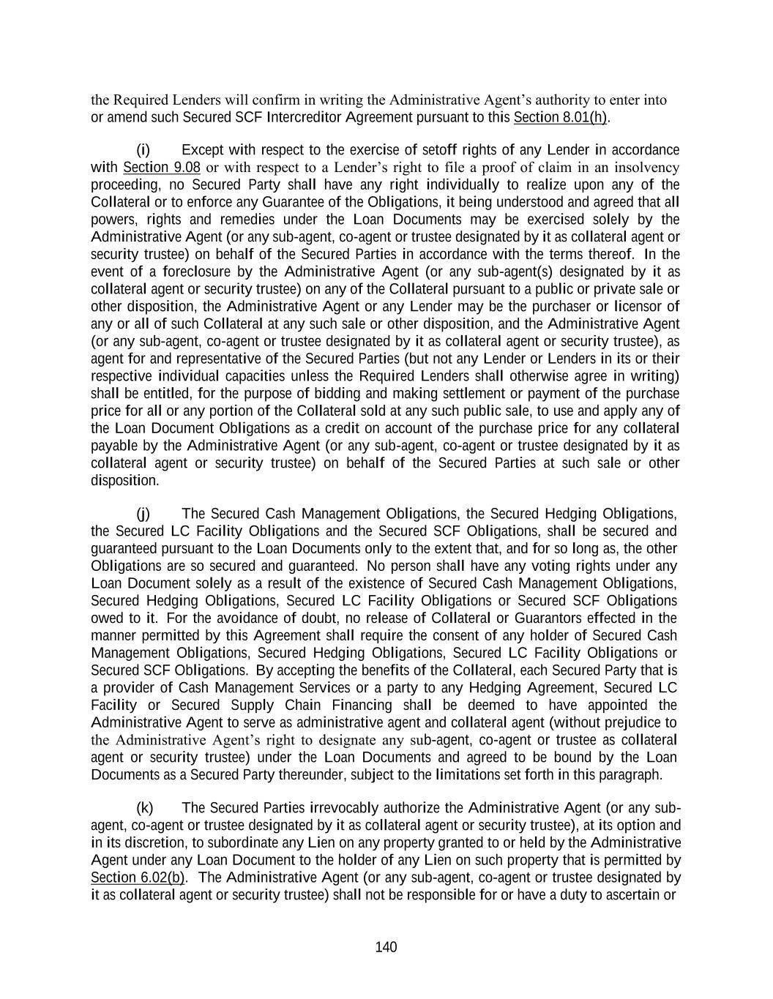 the Required Lenders will confirm in writing the Administrative Agent’s authority to enter into
or amend such Secured SCF Intercreditor Agreement pursuant to this Section 8.01(h).
(i) Except with respect to the exercise of setoff rights of any Lender in accordance
with Section 9.08 or with respect to a Lender’s right to file a proof of claim in an insolvency
proceeding, no Secured Party shall have any right individually to realize upon any of the
Collateral or to enforce any Guarantee of the Obligations, it being understood and agreed that all
powers, rights and remedies under the Loan Documents may be exercised solely by the
Administrative Agent (or any sub-agent, co-agent or trustee designated by it as collateral agent or
security trustee) on behalf of the Secured Parties in accordance with the terms thereof. In the
event of a foreclosure by the Administrative Agent (or any sub-agent(s) designated by it as
collateral agent or security trustee) on any of the Collateral pursuant to a public or private sale or
other disposition, the Administrative Agent or any Lender may be the purchaser or licensor of
any or all of such Collateral at any such sale or other disposition, and the Administrative Agent
(or any sub-agent, co-agent or trustee designated by it as collateral agent or security trustee), as
agent for and representative of the Secured Parties (but not any Lender or Lenders in its or their
respective individual capacities unless the Required Lenders shall otherwise agree in writing)
shall be entitled, for the purpose of bidding and making settlement or payment of the purchase
price for all or any portion of the Collateral sold at any such public sale, to use and apply any of
the Loan Document Obligations as a credit on account of the purchase price for any collateral
payable by the Administrative Agent (or any sub-agent, co-agent or trustee designated by it as
collateral agent or security trustee) on behalf of the Secured Parties at such sale or other
disposition.
(j) The Secured Cash Management Obligations, the Secured Hedging Obligations,
the Secured LC Facility Obligations and the Secured SCF Obligations, shall be secured and
guaranteed pursuant to the Loan Documents only to the extent that, and for so long as, the other
Obligations are so secured and guaranteed. No person shall have any voting rights under any
Loan Document solely as a result of the existence of Secured Cash Management Obligations,
Secured Hedging Obligations, Secured LC Facility Obligations or Secured SCF Obligations
owed to it. For the avoidance of doubt, no release of Collateral or Guarantors effected in the
manner permitted by this Agreement shall require the consent of any holder of Secured Cash
Management Obligations, Secured Hedging Obligations, Secured LC Facility Obligations or
Secured SCF Obligations. By accepting the benefits of the Collateral, each Secured Party that is
a provider of Cash Management Services or a party to any Hedging Agreement, Secured LC
Facility or Secured Supply Chain Financing shall be deemed to have appointed the
Administrative Agent to serve as administrative agent and collateral agent (without prejudice to
the Administrative Agent’s right to designate any sub-agent, co-agent or trustee as collateral
agent or security trustee) under the Loan Documents and agreed to be bound by the Loan
Documents as a Secured Party thereunder, subject to the limitations set forth in this paragraph.
(k) The Secured Parties irrevocably authorize the Administrative Agent (or any sub-
agent, co-agent or trustee designated by it as collateral agent or security trustee), at its option and
in its discretion, to subordinate any Lien on any property granted to or held by the Administrative
Agent under any Loan Document to the holder of any Lien on such property that is permitted by
Section 6.02(b). The Administrative Agent (or any sub-agent, co-agent or trustee designated by
it as collateral agent or security trustee) shall not be responsible for or have a duty to ascertain or
140